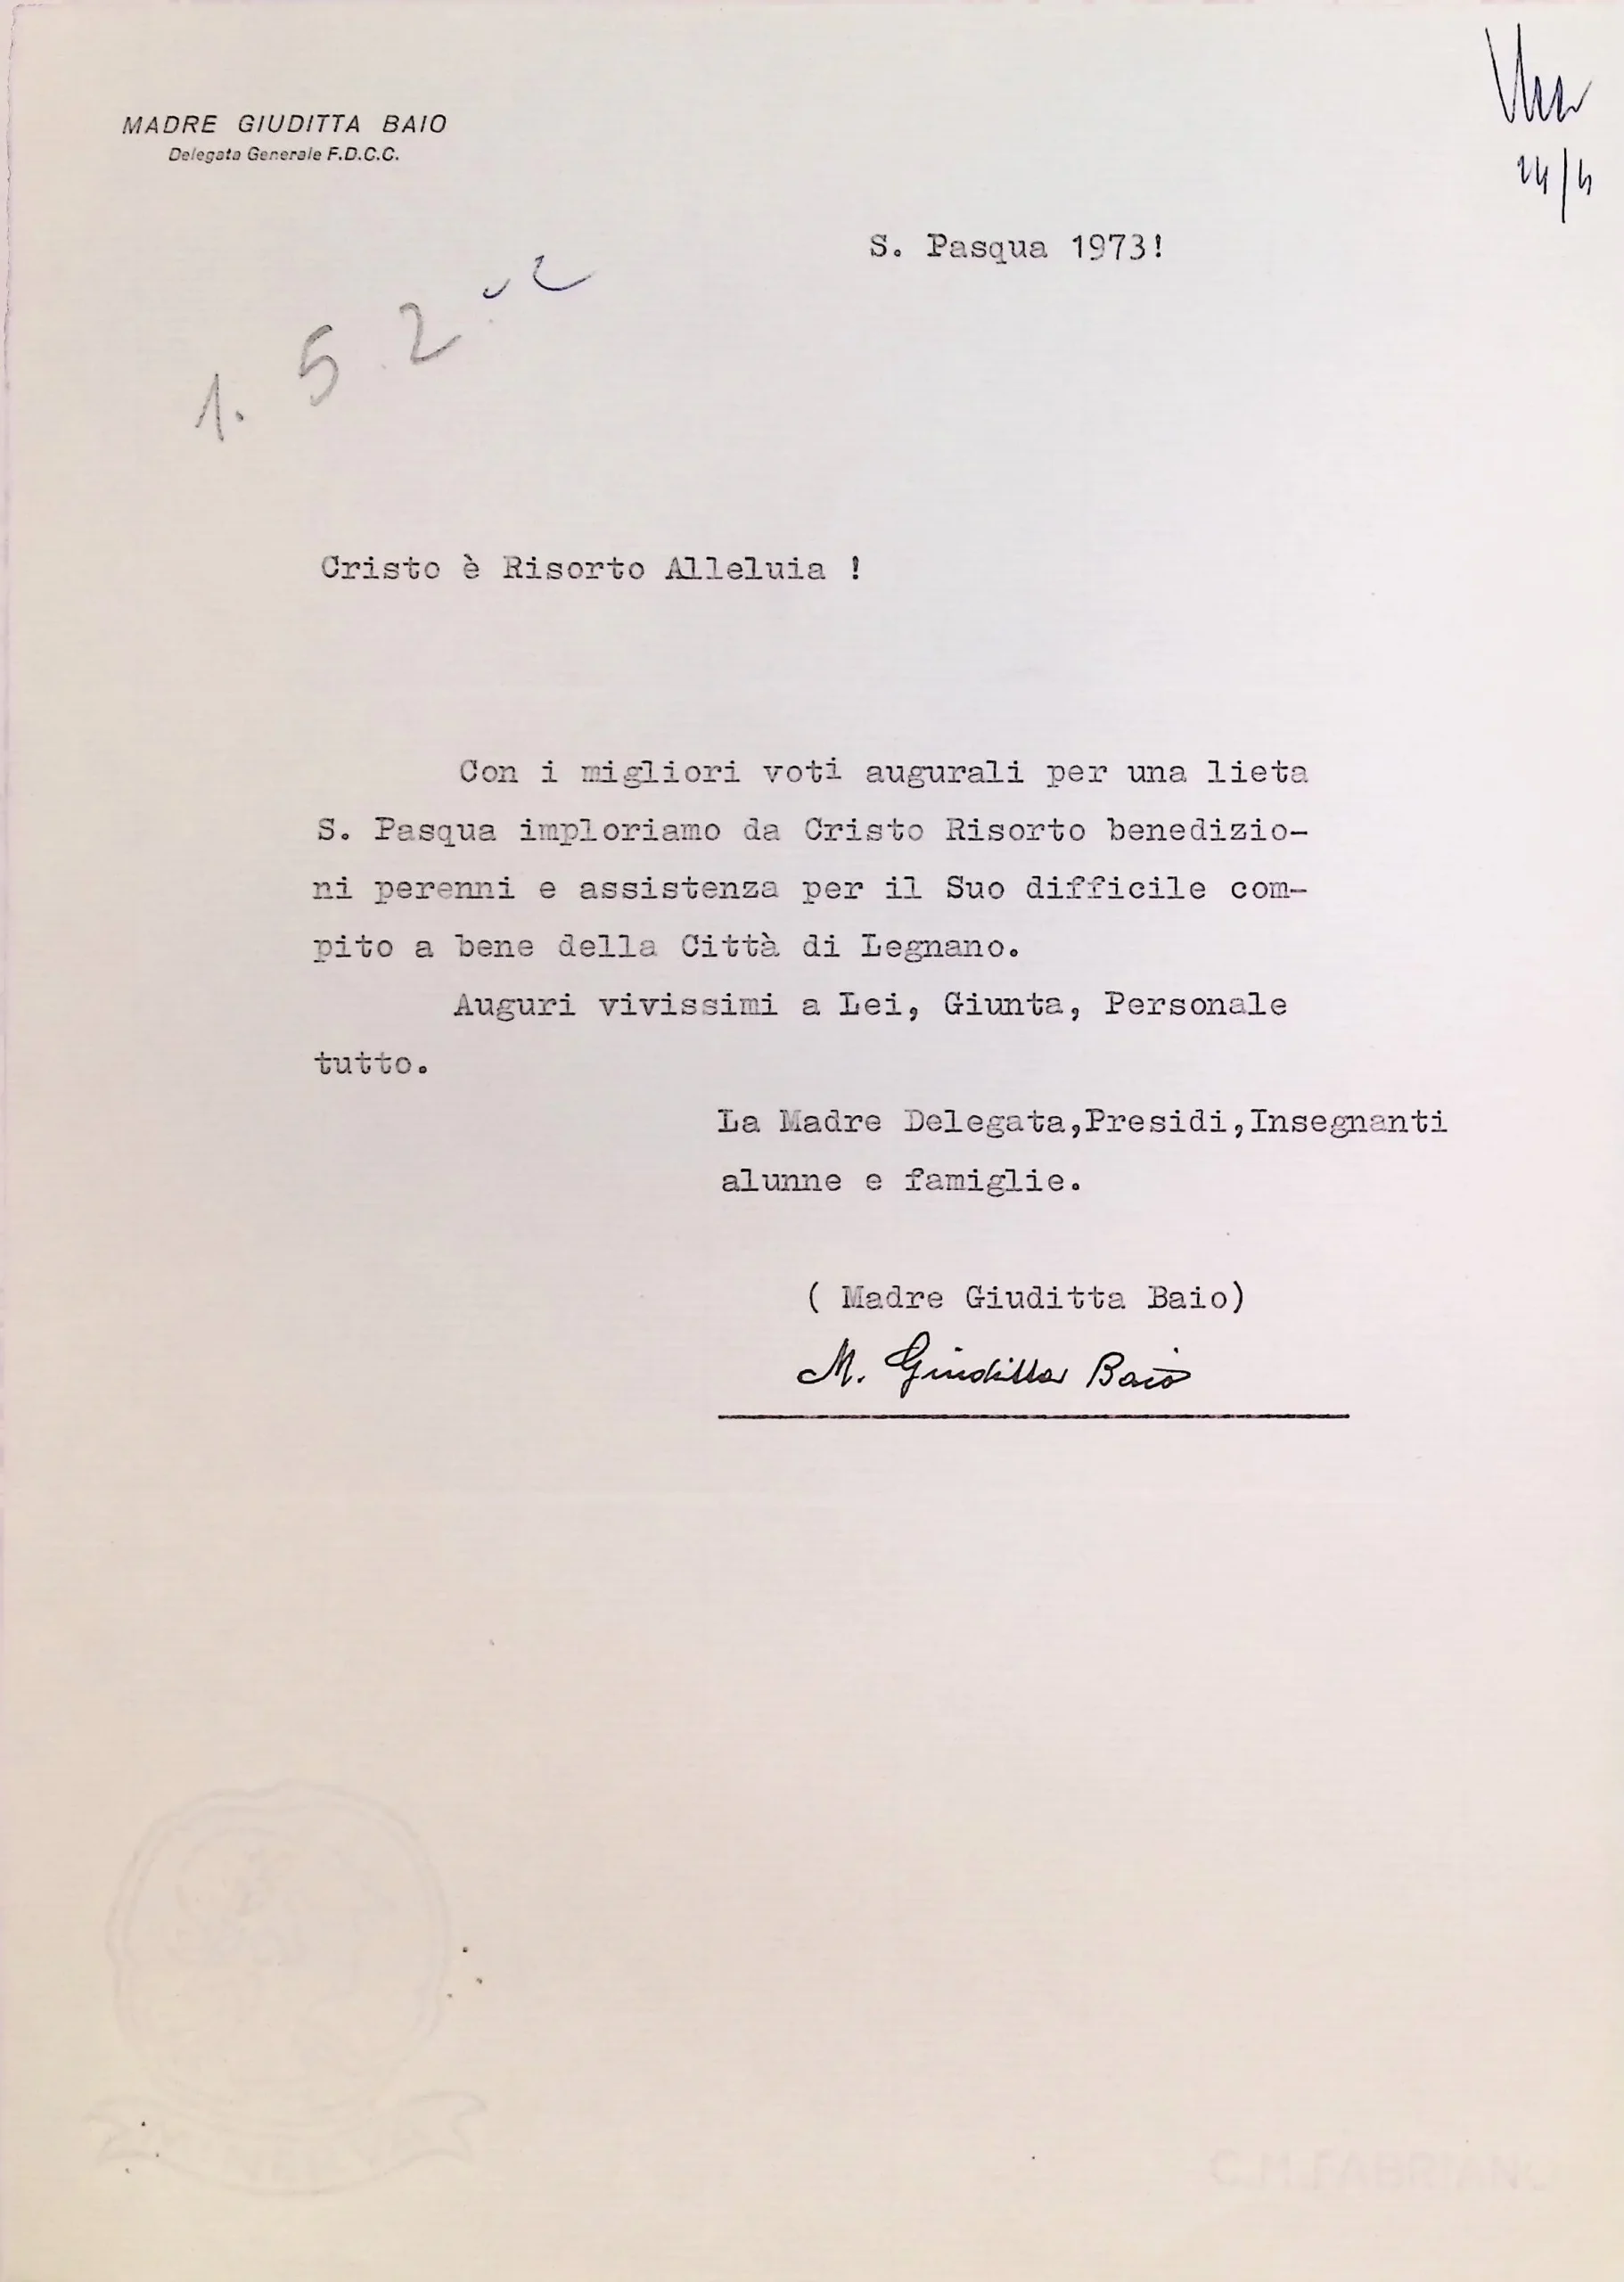 MADRE GIUDITTA BAIO
Delegata Generale F.D.C.C.
24/4
S. Pasqua 1973!
1. 5.2.2
Cristo è Risorto Alleluia !
Con i migliori voti augurali per una lieta
S. Pasqua imploriamo da Cristo Risorto benedizio-
ni perenni e assistenza per il Suo difficile com-
pito a bene della Città di Legnano.
Auguri vivissimi a Lei, Giunta, Personale
tutto.
La Madre Delegata,Presidi,Insegnanti
alunne e famiglie.
( Madre Giuditta Baio)
M. Giuditta Baio
C.M.FABRIANO